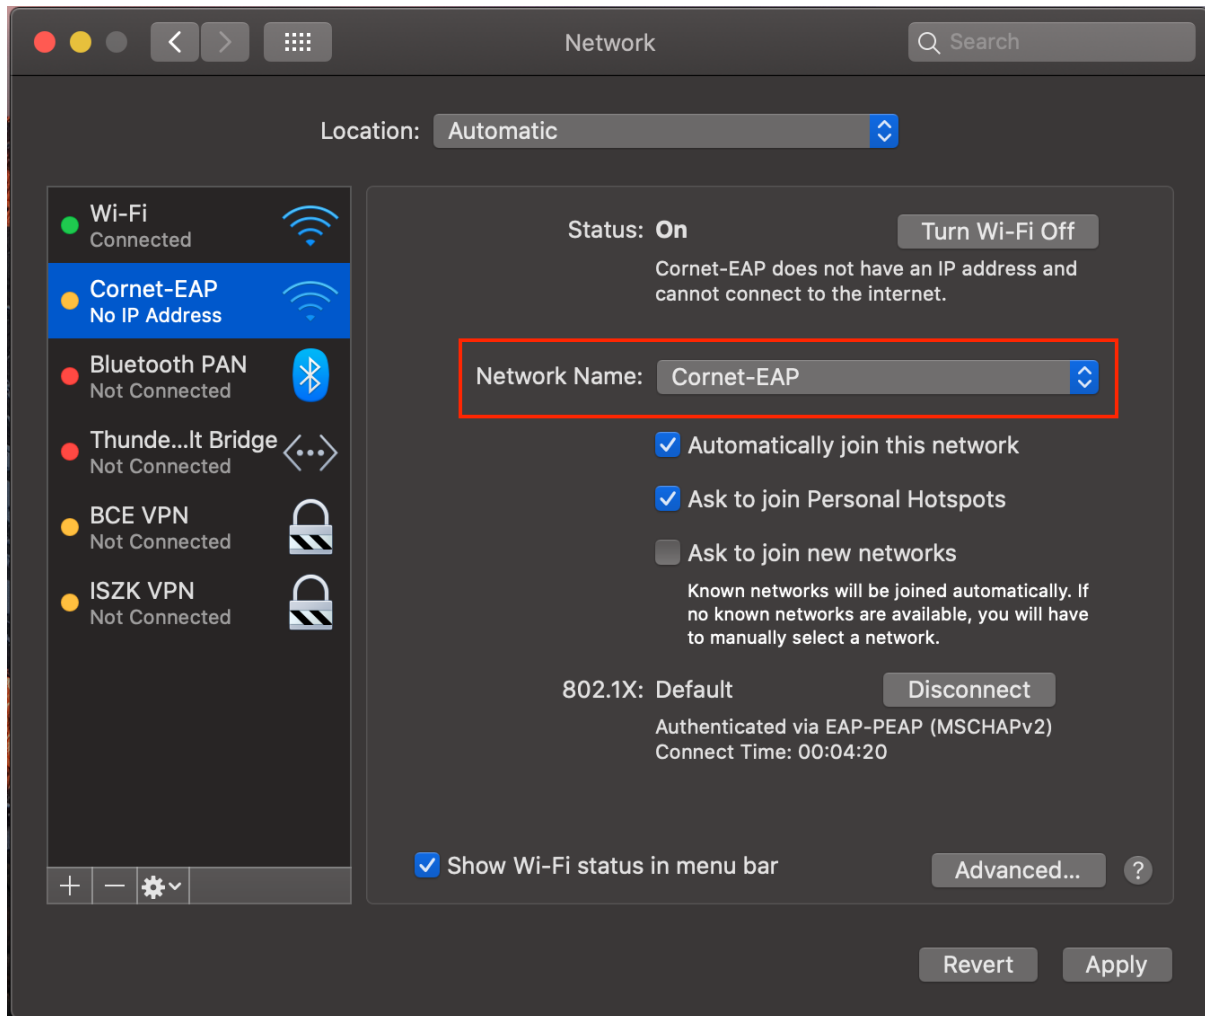 Network
Search
Location: Automatic
Wi-Fi
Connected
Cornet-EAP
No IP Address
Bluetooth PAN
Not Connected
Thunde...lt Bridge
Not Connected
BCE VPN
Not Connected
ISZK VPN
Not Connected
Status: On
Turn Wi-Fi Off
Cornet-EAP does not have an IP address and
cannot connect to the internet.
Network Name: Cornet-EAP
Automatically join this network
Ask to join Personal Hotspots
Ask to join new networks
Known networks will be joined automatically. If
no known networks are available, you will have
to manually select a network.
802.1X: Default
Disconnect
Authenticated via EAP-PEAP (MSCHAPv2)
Connect Time: 00:04:20
Show Wi-Fi status in menu bar
Advanced...
?
Revert
Apply